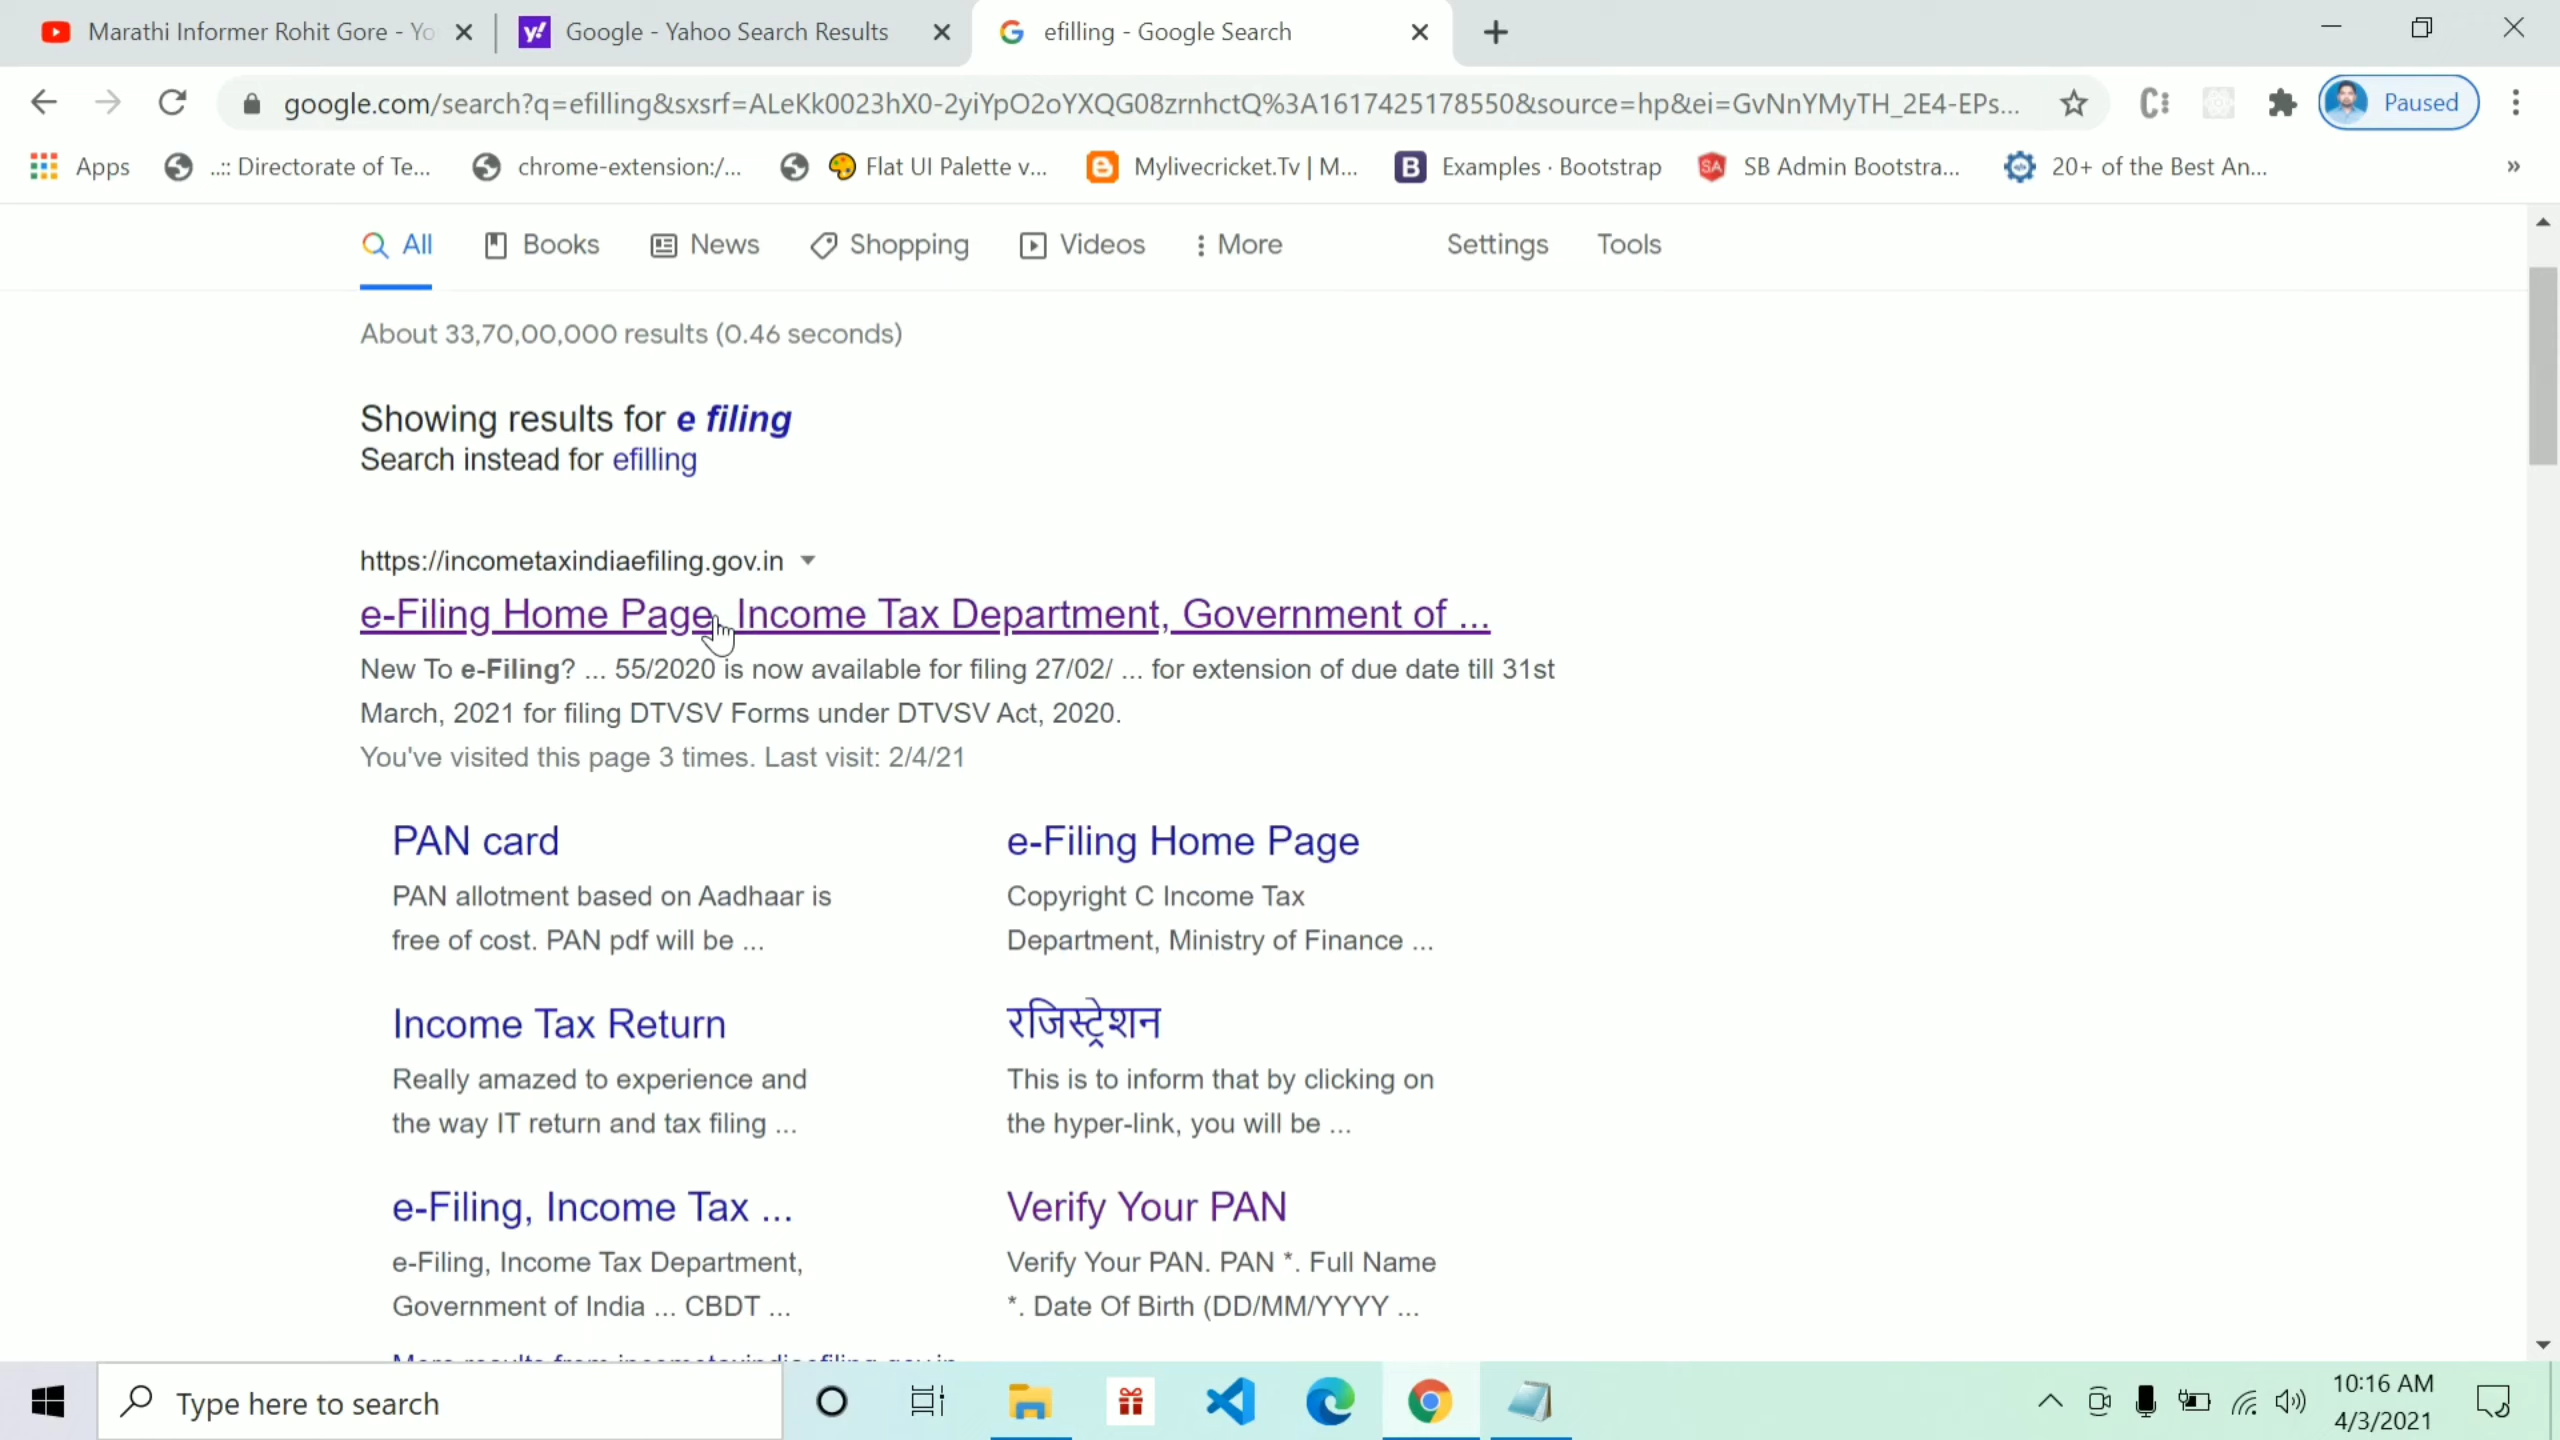 Marathi Informer Rohit Gore - Yo
Google - Yahoo Search Results
efilling - Google Search
google.com/search?q=efilling&sxsrf=ALeKk0023hX0-2yiYpO2oYXQG08zrnhctQ%3A1617425178550&source=hp&ei=GvNnYMyTH_2E4-EPs...
Paused
Apps
..:: Directorate of Te...
chrome-extension:/...
Flat UI Palette v...
Mylivecricket.Tv | M...
Examples · Bootstrap
SB Admin Bootstra...
20+ of the Best An...
»
All
Books
News
Shopping
Videos
More
Settings
Tools
About 33,70,00,000 results (0.46 seconds)
Showing results for e filing
Search instead for efilling
https://incometaxindiaefiling.gov.in
e-Filing Home Page, Income Tax Department, Government of ...
New To e-Filing? ... 55/2020 is now available for filing 27/02/ ... for extension of due date till 31st
March, 2021 for filing DTVSV Forms under DTVSV Act, 2020.
You've visited this page 3 times. Last visit: 2/4/21
PAN card
PAN allotment based on Aadhaar is
free of cost. PAN pdf will be ...
e-Filing Home Page
Copyright C Income Tax
Department, Ministry of Finance ...
Income Tax Return
Really amazed to experience and
the way IT return and tax filing ...
रजिस्ट्रेशन
This is to inform that by clicking on
the hyper-link, you will be ...
e-Filing, Income Tax ...
e-Filing, Income Tax Department,
Government of India ... CBDT ...
Verify Your PAN
Verify Your PAN. PAN *. Full Name
*. Date Of Birth (DD/MM/YYYY ...
More results from incometaxindiaefiling.gov.in
Type here to search
10:16 AM
4/3/2021